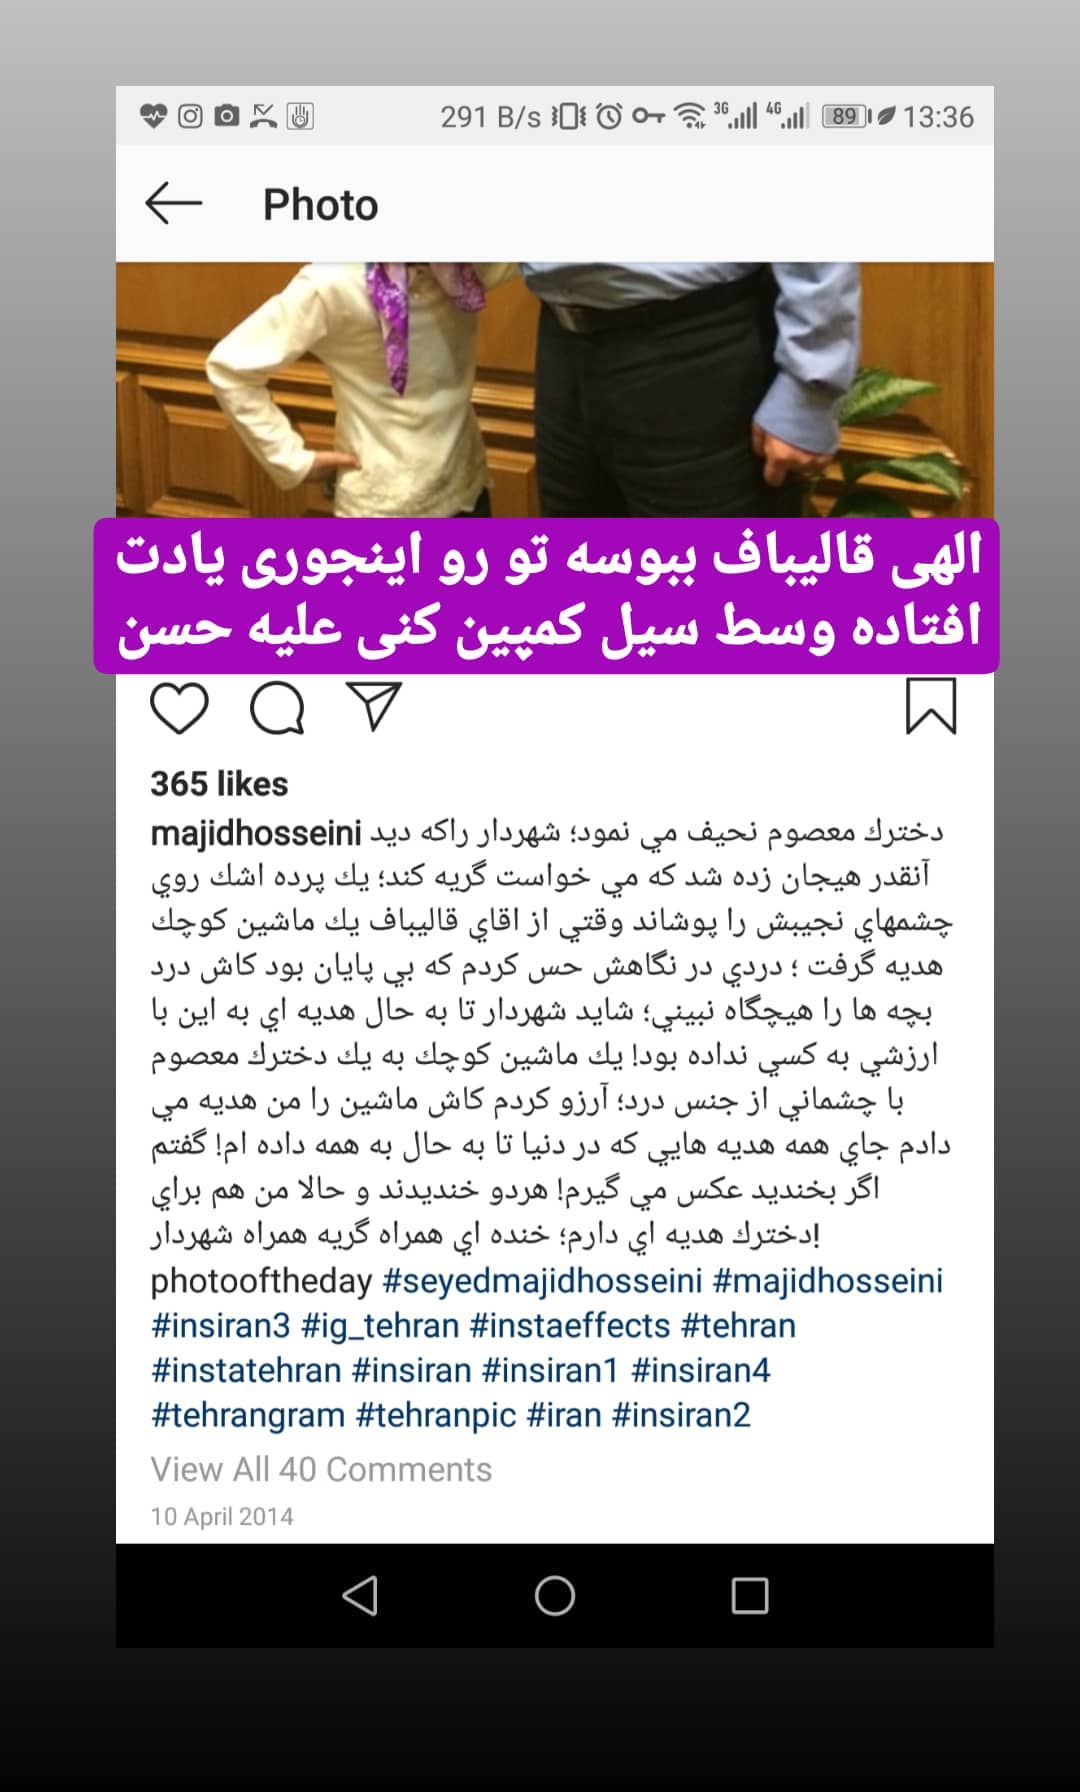 291 B/s 3G 4G 89 13:36
Photo
الهی قالیباف ببوسه تو رو اینجوری یادت
افتاده وسط سیل کمپین کنی علیه حسن
365 likes
majidhosseini دخترك معصوم نحيف مي نمود؛ شهردار راكه ديد
آنقدر هيجان زده شد كه مي خواست گريه كند؛ يك پرده اشك روي
چشمهاي نجيبش را پوشاند وقتي از اقاي قاليباف يك ماشين كوچك
هديه گرفت ؛ دردي در نگاهش حس كردم كه بي پايان بود كاش درد
بچه ها را هيچگاه نبيني؛ شايد شهردار تا به حال هديه اي به اين با
ارزشي به كسي نداده بود! يك ماشين كوچك به يك دخترك معصوم
با چشماني از جنس درد؛ آرزو كردم كاش ماشين را من هديه مي
دادم جاي همه هديه هايي كه در دنيا تا به حال به همه داده ام! گفتم
اگر بخنديد عكس مي گيرم! هردو خنديدند و حالا من هم براي
دخترك هديه اي دارم؛ خنده اي همراه گريه همراه شهردار!
photooftheday #seyedmajidhosseini #majidhosseini
#insiran3 #ig_tehran #instaeffects #tehran
#instatehran #insiran #insiran1 #insiran4
#tehrangram #tehranpic #iran #insiran2
View All 40 Comments
10 April 2014